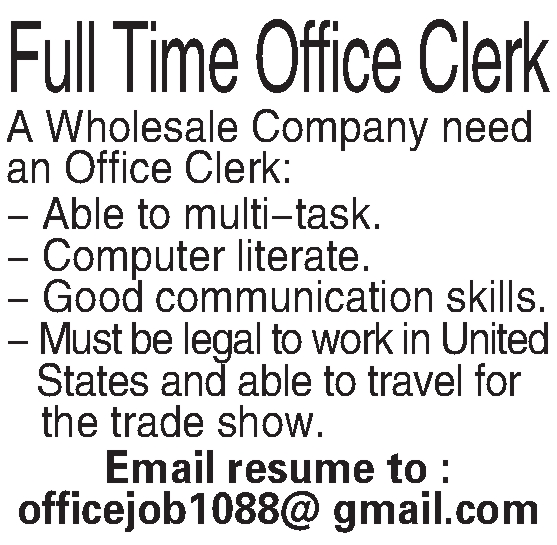 Full Time Office Clerk
A Wholesale Company need
an Office Clerk:
– Able to multi–task.
– Computer literate.
– Good communication skills.
– Must be legal to work in United
States and able to travel for
the trade show.
Email resume to :
officejob1088@ gmail.com